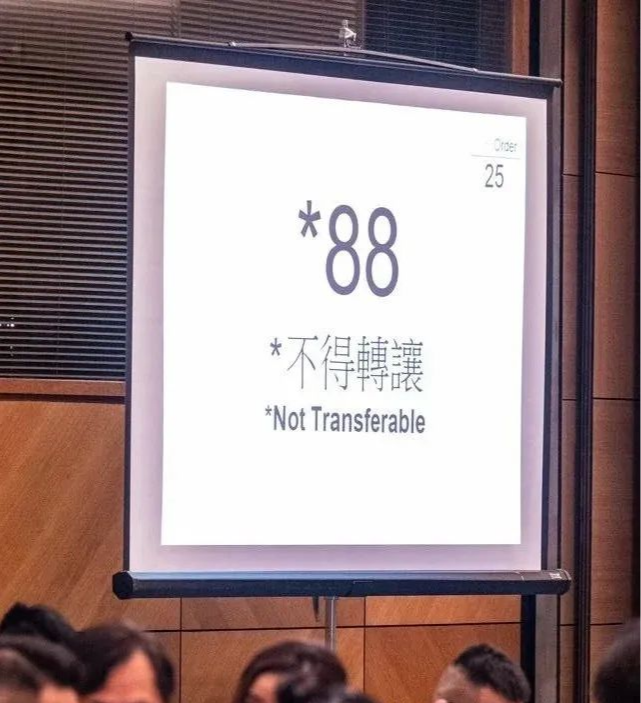 Order
25
*88
*不得轉讓
*Not Transferable